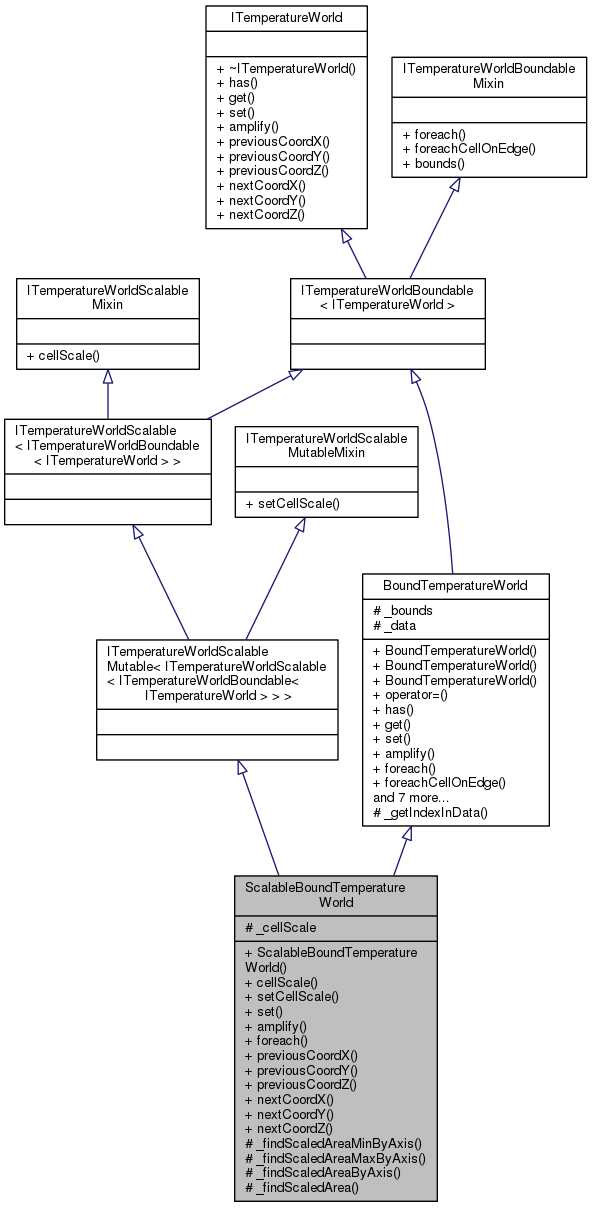 ITemperatureWorld
+ ~ITemperatureWorld()
+ has()
+ get()
+ set()
+ amplify()
+ previousCoordX()
+ previousCoordY()
+ previousCoordZ()
+ nextCoordX()
+ nextCoordY()
+ nextCoordZ()
ITemperatureWorldBoundable
Mixin
+ foreach()
+ foreachCellOnEdge()
+ bounds()
ITemperatureWorldScalable
Mixin
+ cellScale()
ITemperatureWorldBoundable
< ITemperatureWorld >
ITemperatureWorldScalable
< ITemperatureWorldBoundable
< ITemperatureWorld > >
ITemperatureWorldScalable
MutableMixin
+ setCellScale()
BoundTemperatureWorld
# _bounds
# _data
+ BoundTemperatureWorld()
+ BoundTemperatureWorld()
+ BoundTemperatureWorld()
+ operator=()
+ has()
+ get()
+ set()
+ amplify()
+ foreach()
+ foreachCellOnEdge()
and 7 more...
# _getIndexInData()
ITemperatureWorldScalable
Mutable< ITemperatureWorldScalable
< ITemperatureWorldBoundable<
ITemperatureWorld > > >
ScalableBoundTemperature
World
# _cellScale
+ ScalableBoundTemperature
World()
+ cellScale()
+ setCellScale()
+ set()
+ amplify()
+ foreach()
+ previousCoordX()
+ previousCoordY()
+ previousCoordZ()
+ nextCoordX()
+ nextCoordY()
+ nextCoordZ()
# _findScaledAreaMinByAxis()
# _findScaledAreaMaxByAxis()
# _findScaledAreaByAxis()
# _findScaledArea()